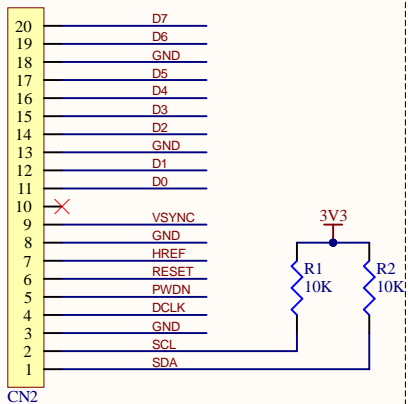 20 D7
19 D6
18 GND
17 D5
16 D4
15 D3
14 D2
13 GND
12 D1
11 D0
10
9 VSYNC
8 GND
7 HREF
6 RESET
5 PWDN
4 DCLK
3 GND
2 SCL
1 SDA
CN2
3V3
R1
10K
R2
10K